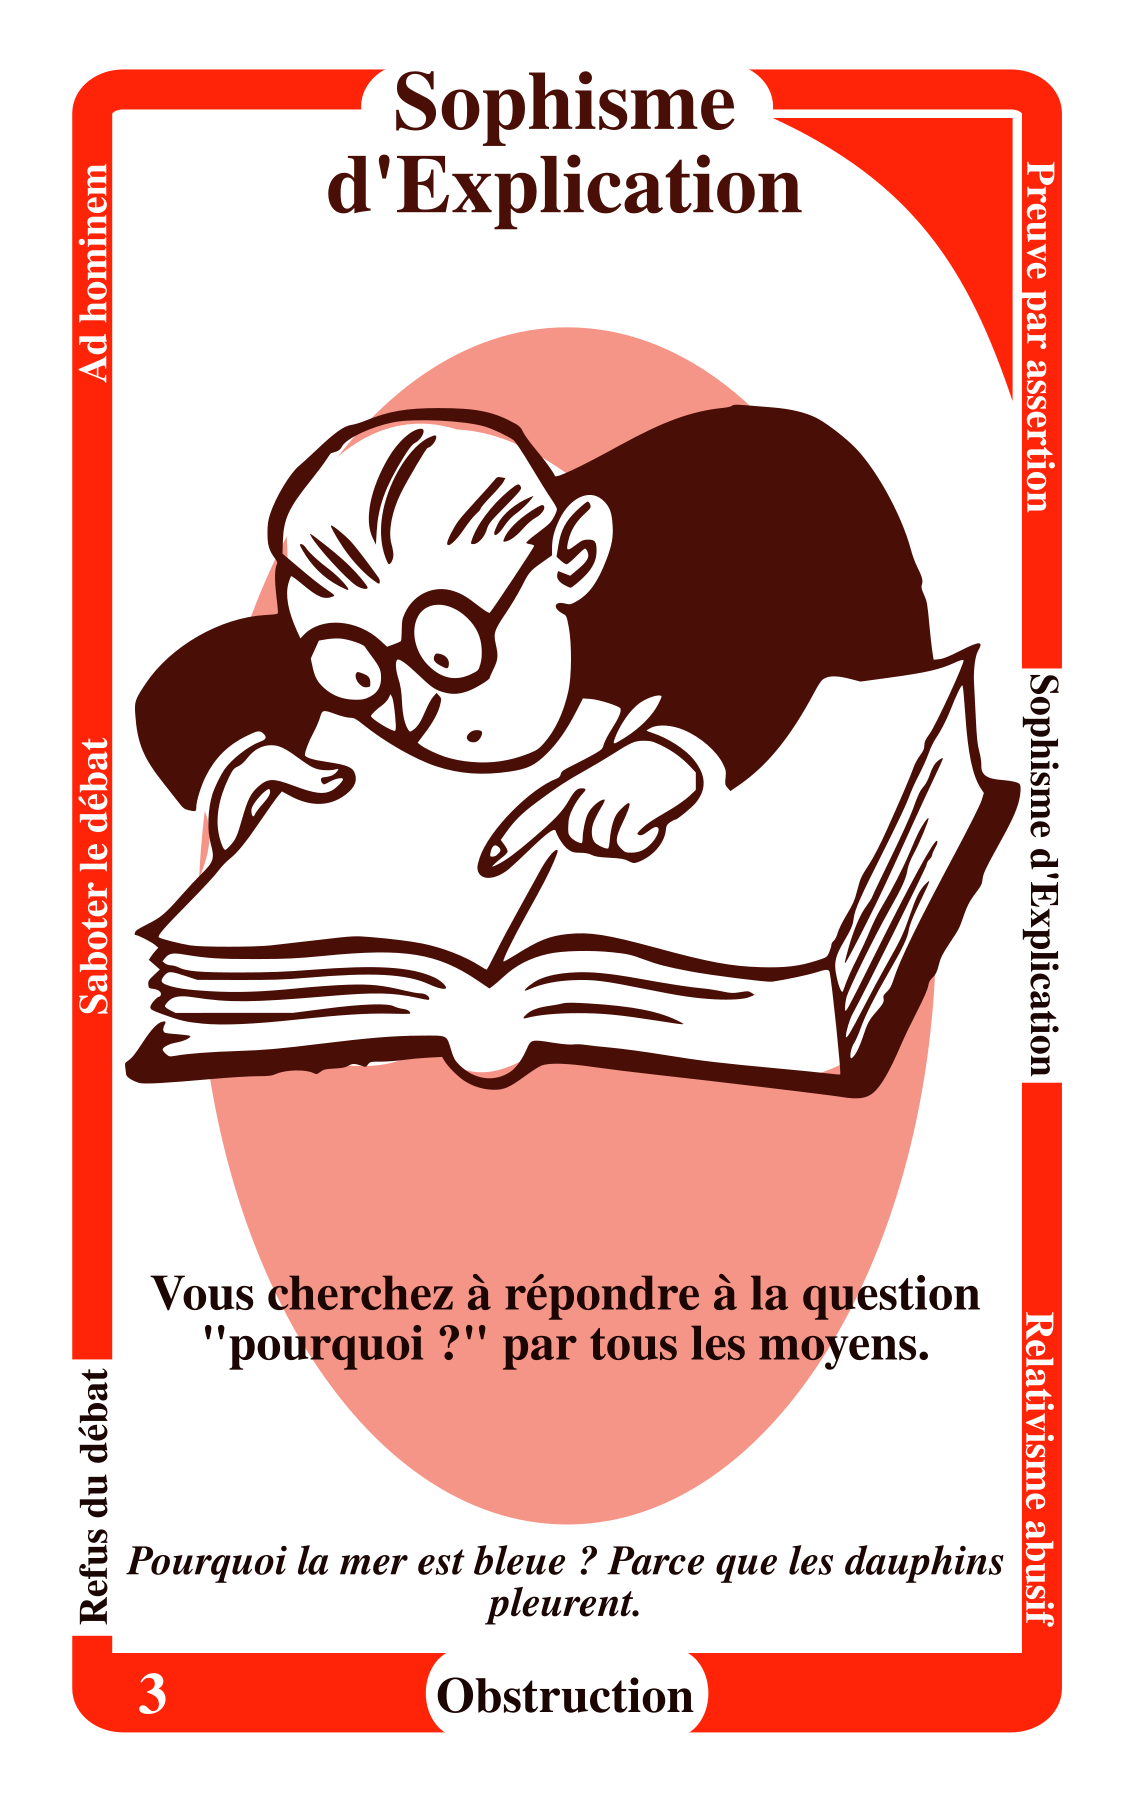 Sophisme
d'Explication
Ad hominem
Saboter le débat
Refus du débat
Preuve par assertion
Sophisme d'Explication
Relativisme abusif
Vous cherchez à répondre à la question
"pourquoi ?" par tous les moyens.
Pourquoi la mer est bleue ? Parce que les dauphins
pleurent.
3
Obstruction